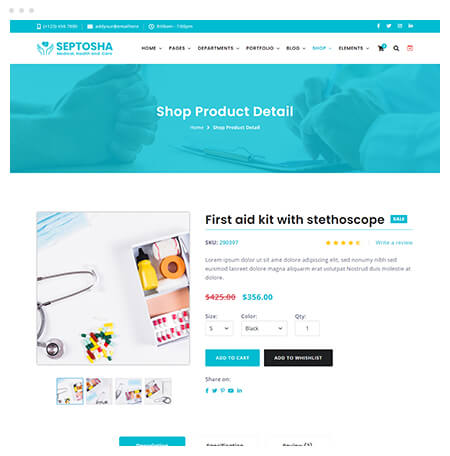 (+123) 456 7890 addyour@emailhere 9:00am - 7:00pm
SEPTOSHA
Medical, Health and Care
HOME PAGES DEPARTMENTS PORTFOLIO BLOG SHOP ELEMENTS
Shop Product Detail
Home > Shop Product Detail
First aid kit with stethoscope SALE
SKU: 290397 Write a review
Lorem ipsum dolor ut sit ame dolore adipiscing elit, sed nonumy nibh sed
euismod laoreet dolore magna aliquarm erat volutpat Nostrud duis molestie at
dolore.
$425.00 $356.00
Size: Color: Qty:
S Black 1
ADD TO CART ADD TO WHISHLIST
Share on:
Description Specification Review (3)